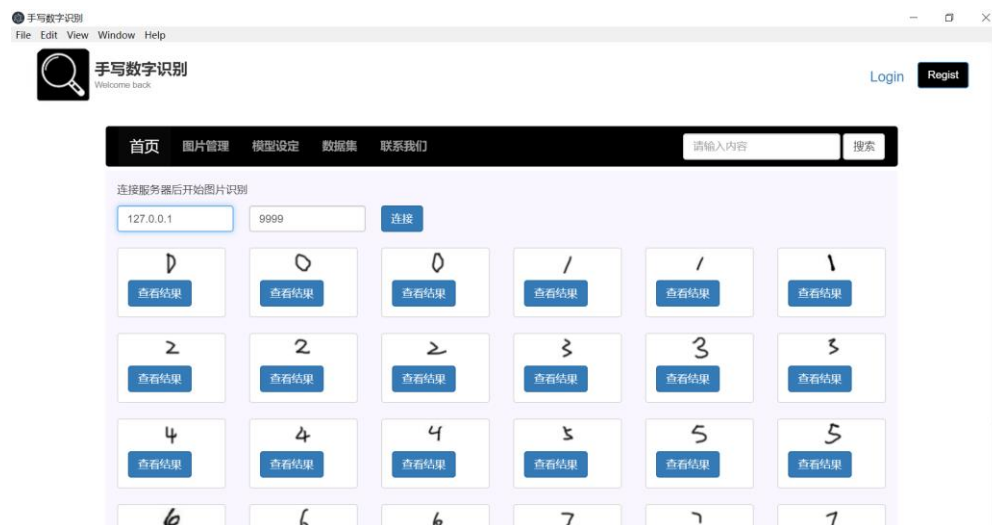 手写数字识别
File Edit View Window Help
手写数字识别
Welcome back
Login Regist
首页 图片管理 模型设定 数据集 联系我们 请输入内容 搜索
连接服务器后开始图片识别
127.0.0.1 9999 连接
0 0 0 1 1 1
查看结果 查看结果 查看结果 查看结果 查看结果 查看结果
2 2 2 3 3 3
查看结果 查看结果 查看结果 查看结果 查看结果 查看结果
4 4 4 5 5 5
查看结果 查看结果 查看结果 查看结果 查看结果 查看结果
6 6 6 7 7 7